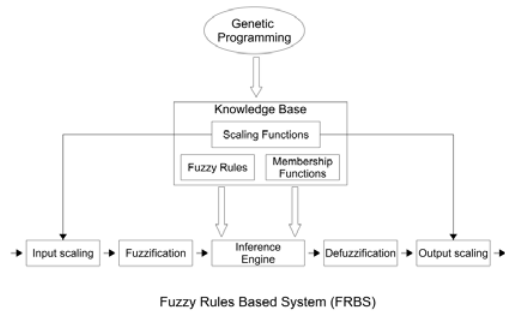 Genetic
Programming
Knowledge Base
Scaling Functions
Fuzzy Rules
Membership
Functions
Input scaling
Fuzzification
Inference
Engine
Defuzzification
Output scaling
Fuzzy Rules Based System (FRBS)